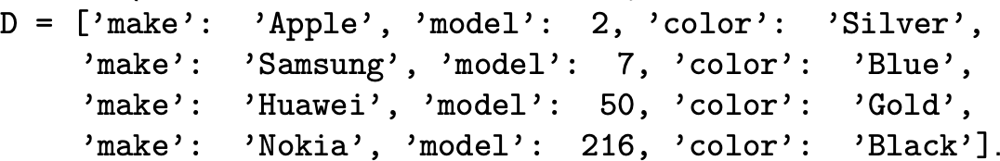 D = [’make’: ’Apple’, ’model’: 2, ’color’: ’Silver’,
’make’: ’Samsung’, ’model’: 7, ’color’: ’Blue’,
’make’: ’Huawei’, ’model’: 50, ’color’: ’Gold’,
’make’: ’Nokia’, ’model’: 216, ’color’: ’Black’].